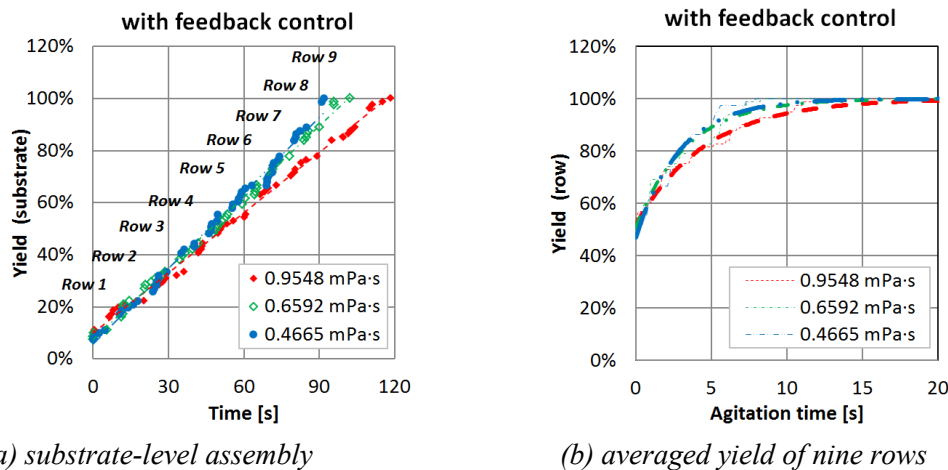 with feedback control
120%
100%
80%
60%
40%
20%
0%
Yield (substrate)
Row 9
Row 8
Row 7
Row 6
Row 5
Row 4
Row 3
Row 2
Row 1
0.9548 mPa·s
0.6592 mPa·s
0.4665 mPa·s
0 30 60 90 120
Time [s]
a) substrate-level assembly
with feedback control
120%
100%
80%
60%
40%
20%
0%
Yield (row)
0.9548 mPa·s
0.6592 mPa·s
0.4665 mPa·s
0 5 10 15 20
Agitation time [s]
(b) averaged yield of nine rows